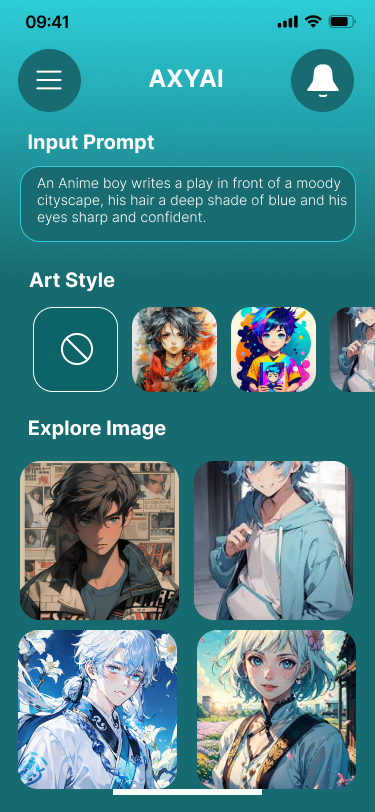 09:41
AXYAI
Input Prompt
An Anime boy writes a play in front of a moody
cityscape, his hair a deep shade of blue and his
eyes sharp and confident.
Art Style
Explore Image